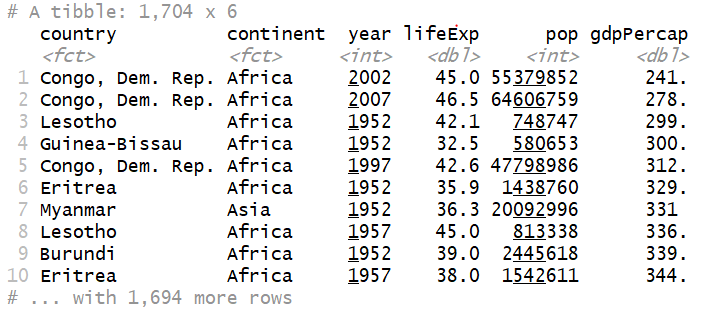 # A tibble: 1,704 x 6
country continent year lifeExp pop gdpPercap
<fct> <fct> <int> <dbl> <int> <dbl>
1 Congo, Dem. Rep. Africa 2002 45.0 55379852 241.
2 Congo, Dem. Rep. Africa 2007 46.5 64606759 278.
3 Lesotho Africa 1952 42.1 748747 299.
4 Guinea-Bissau Africa 1952 32.5 580653 300.
5 Congo, Dem. Rep. Africa 1997 42.6 47798986 312.
6 Eritrea Africa 1952 35.9 1438760 329.
7 Myanmar Asia 1952 36.3 20092996 331
8 Lesotho Africa 1957 45.0 813338 336.
9 Burundi Africa 1952 39.0 2445618 339.
10 Eritrea Africa 1957 38.0 1542611 344.
# ... with 1,694 more rows